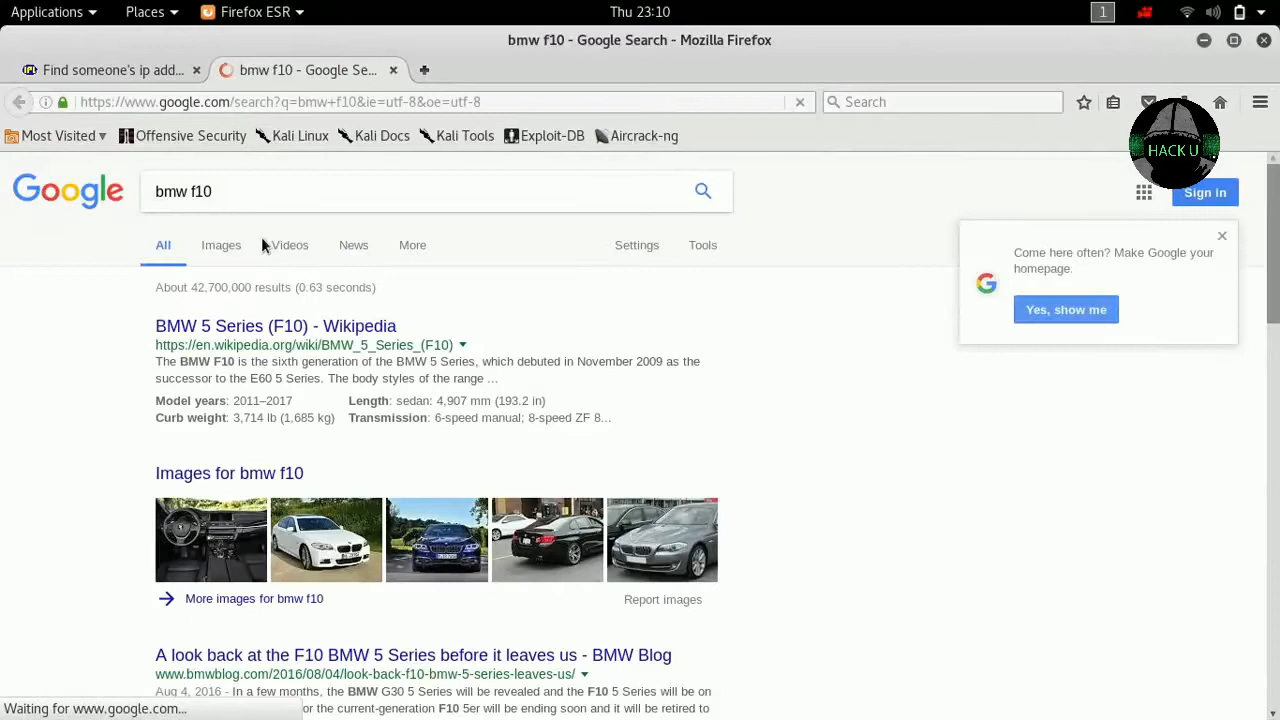 Applications Places Firefox ESR Thu 23:10 1
bmw f10 - Google Search - Mozilla Firefox
Find someone's ip add... bmw f10 - Google Se...
https://www.google.com/search?q=bmw+f10&ie=utf-8&oe=utf-8 Search
Most Visited Offensive Security Kali Linux Kali Docs Kali Tools Exploit-DB Aircrack-ng
HACK U
Google bmw f10 Sign in
All Images Videos News More Settings Tools
Come here often? Make Google your
homepage.
Yes, show me
About 42,700,000 results (0.63 seconds)
BMW 5 Series (F10) - Wikipedia
https://en.wikipedia.org/wiki/BMW_5_Series_(F10)
The BMW F10 is the sixth generation of the BMW 5 Series, which debuted in November 2009 as the
successor to the E60 5 Series. The body styles of the range ...
Model years: 2011–2017 Length: sedan: 4,907 mm (193.2 in)
Curb weight: 3,714 lb (1,685 kg) Transmission: 6-speed manual; 8-speed ZF 8...
Images for bmw f10
More images for bmw f10 Report images
A look back at the F10 BMW 5 Series before it leaves us - BMW Blog
www.bmwblog.com/2016/08/04/look-back-f10-bmw-5-series-leaves-us/
Aug 4, 2016 - In a few months, the BMW G30 5 Series will be revealed and the F10 5 Series will be on
or the current-generation F10 5er will be ending soon and it will be retired to
Waiting for www.google.com...